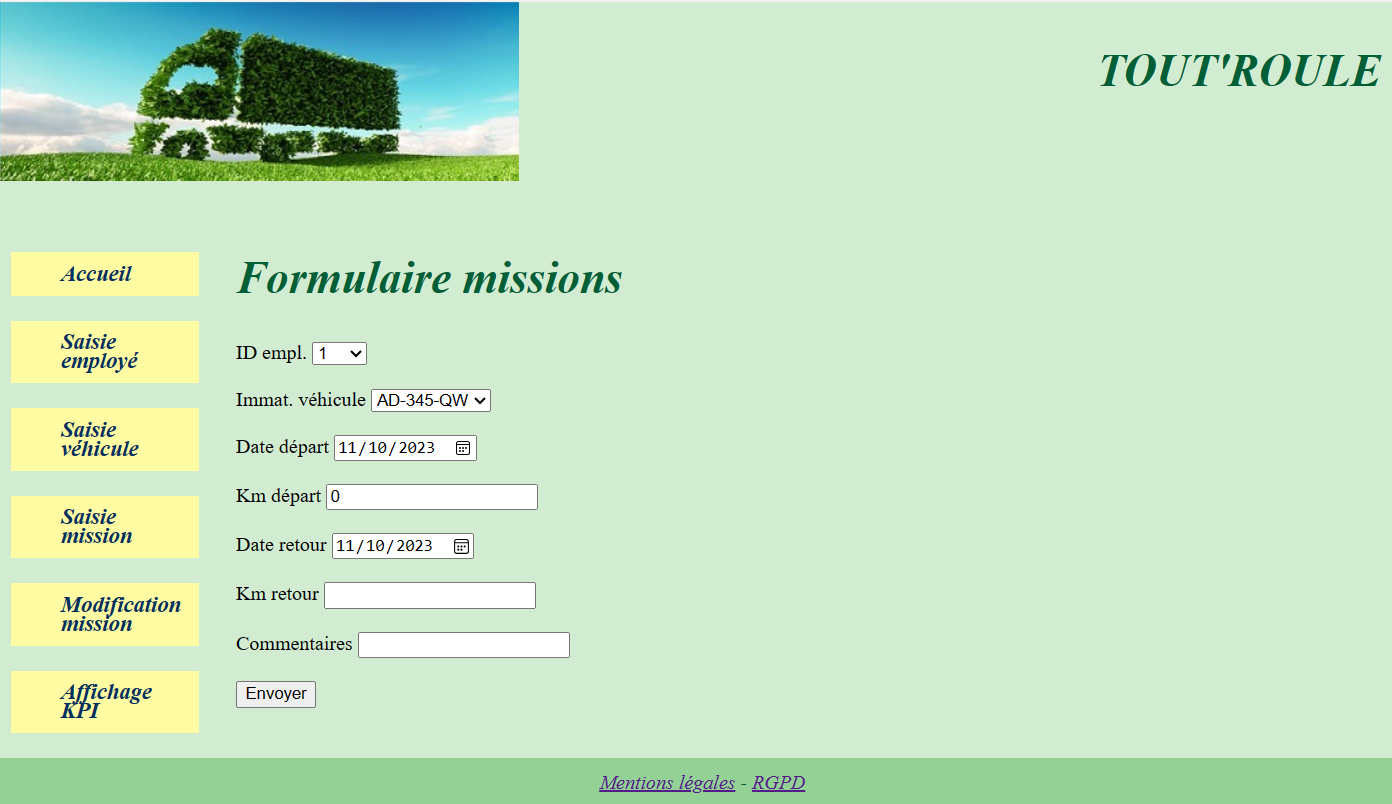 TOUT'ROULE
Accueil
Saisie
employé
Saisie
véhicule
Saisie
mission
Modification
mission
Affichage
KPI
Formulaire missions
ID empl. 1
Immat. véhicule AD-345-QW
Date départ 11/10/2023
Km départ 0
Date retour 11/10/2023
Km retour
Commentaires
Envoyer
Mentions légales - RGPD